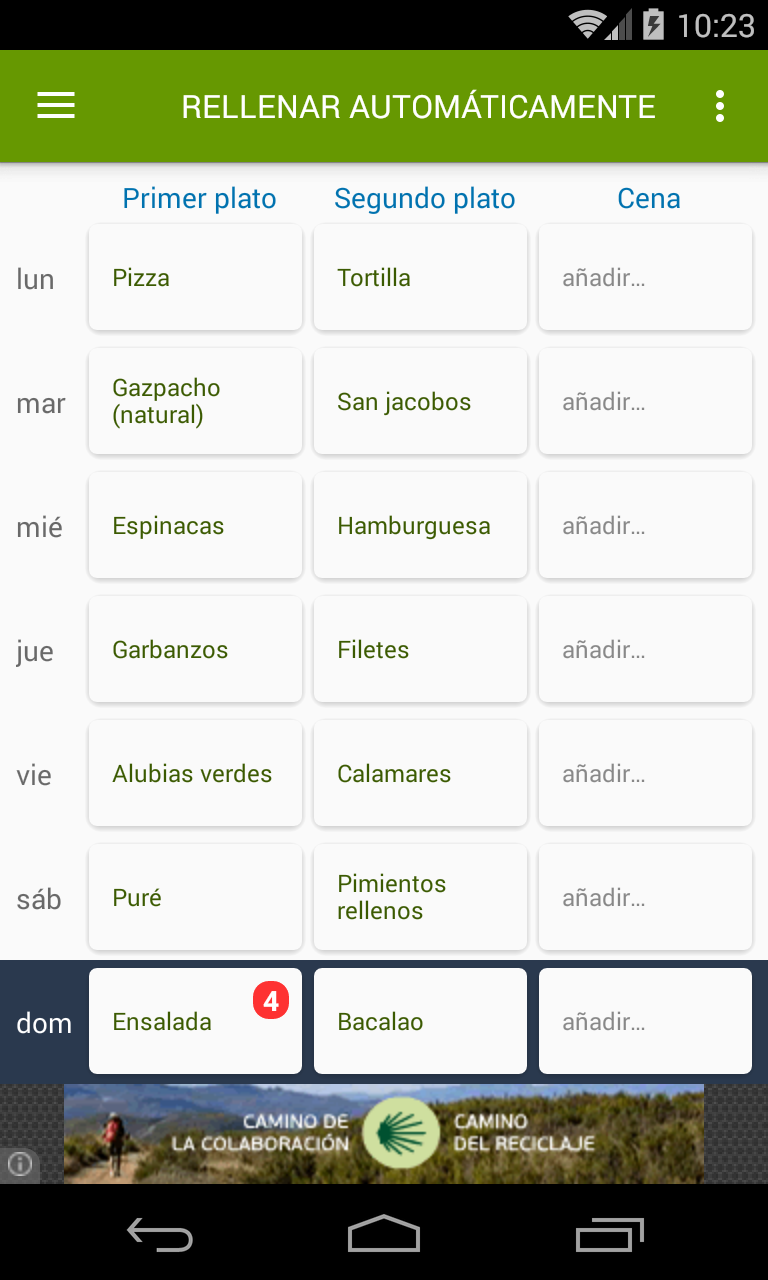 10:23
RELLENAR AUTOMÁTICAMENTE
Primer plato Segundo plato Cena
lun Pizza Tortilla añadir...
mar Gazpacho (natural) San jacobos añadir...
mié Espinacas Hamburguesa añadir...
jue Garbanzos Filetes añadir...
vie Alubias verdes Calamares añadir...
sáb Puré Pimientos rellenos añadir...
dom Ensalada 4 Bacalao añadir...
CAMINO DE LA COLABORACIÓN
CAMINO DEL RECICLAJE